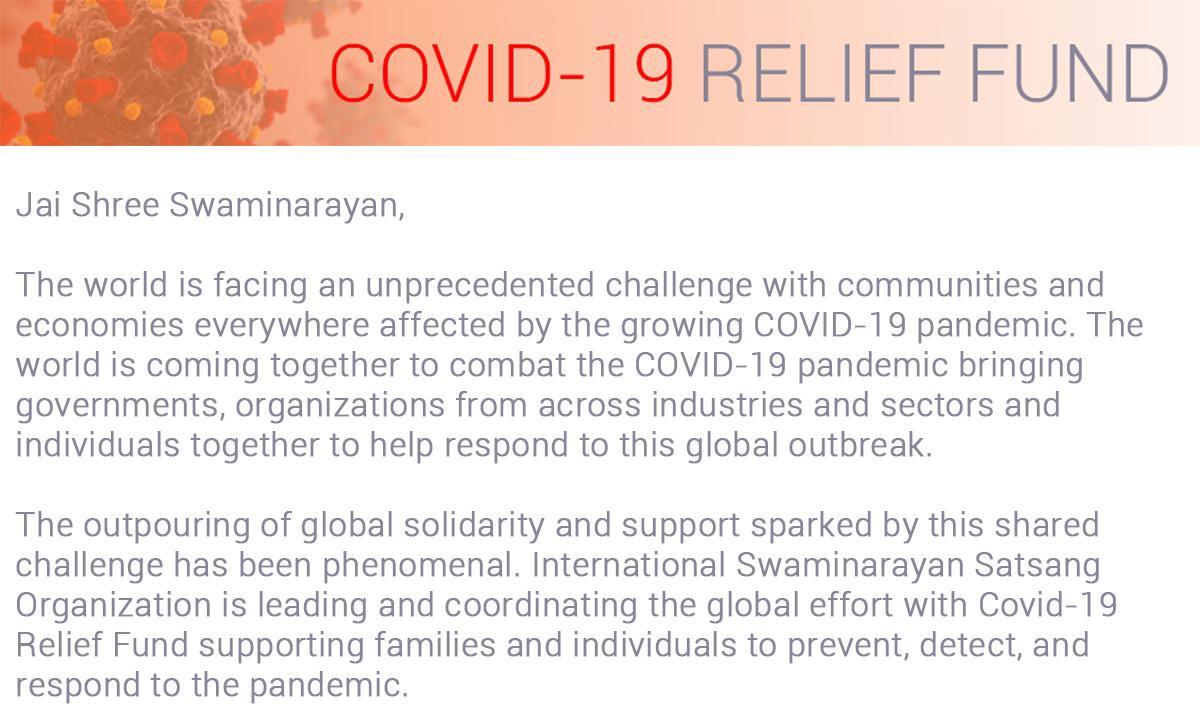 COVID-19 RELIEF FUND
Jai Shree Swaminarayan,
The world is facing an unprecedented challenge with communities and
economies everywhere affected by the growing COVID-19 pandemic. The
world is coming together to combat the COVID-19 pandemic bringing
governments, organizations from across industries and sectors and
individuals together to help respond to this global outbreak.
The outpouring of global solidarity and support sparked by this shared
challenge has been phenomenal. International Swaminarayan Satsang
Organization is leading and coordinating the global effort with Covid-19
Relief Fund supporting families and individuals to prevent, detect, and
respond to the pandemic.